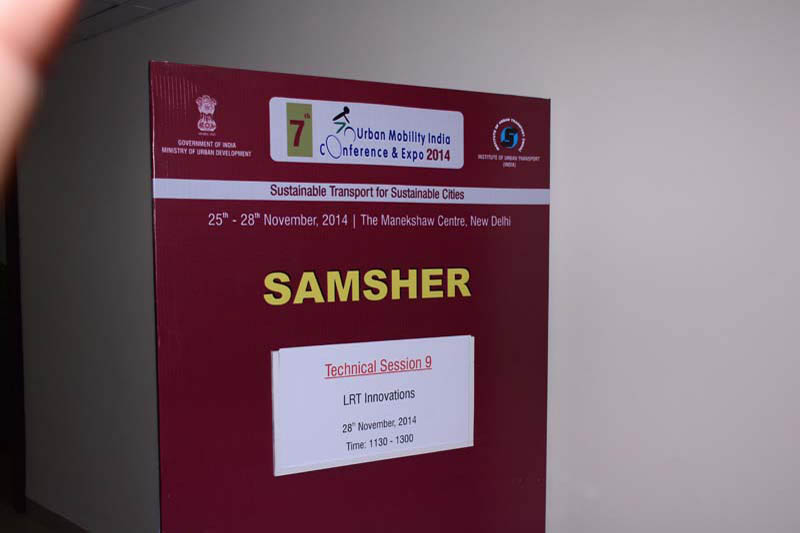 GOVERNMENT OF INDIA
MINISTRY OF URBAN DEVELOPMENT
7th
Urban Mobility India
Conference & Expo 2014
INSTITUTE OF URBAN TRANSPORT
(INDIA)
Sustainable Transport for Sustainable Cities
25th - 28th November, 2014 | The Manekshaw Centre, New Delhi
SAMSHER
Technical Session 9
LRT Innovations
28th November, 2014
Time: 1130 - 1300